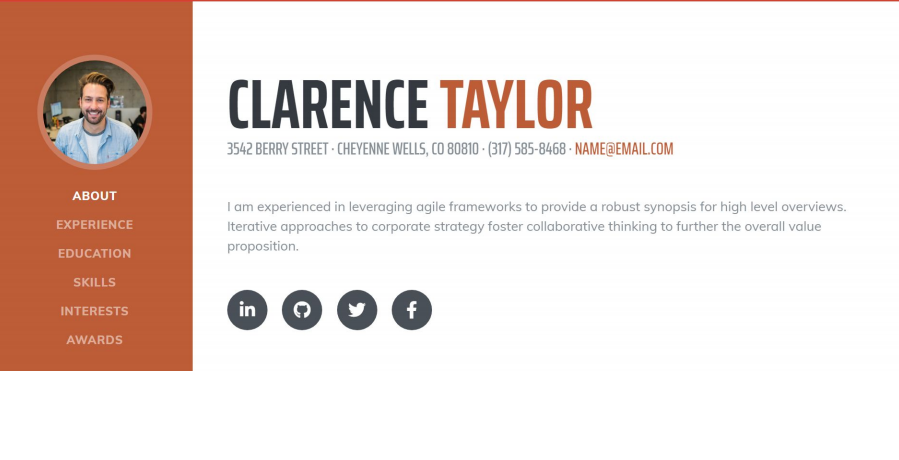 ABOUT
EXPERIENCE
EDUCATION
SKILLS
INTERESTS
AWARDS
CLARENCE TAYLOR
3542 BERRY STREET · CHEYENNE WELLS, CO 80810 · (317) 585-8468 · NAME@EMAIL.COM
I am experienced in leveraging agile frameworks to provide a robust synopsis for high level overviews.
Iterative approaches to corporate strategy foster collaborative thinking to further the overall value
proposition.